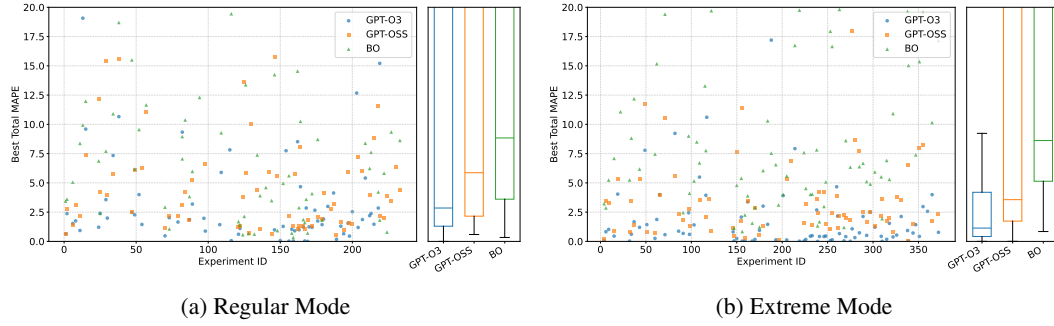 20.0
17.5
15.0
12.5
10.0
7.5
5.0
2.5
0.0
Best Total MAPE
0 50 100 150 200
Experiment ID
GPT-O3
GPT-OSS
BO
GPT-O3
GPT-OSS
BO
(a) Regular Mode
20.0
17.5
15.0
12.5
10.0
7.5
5.0
2.5
0.0
Best Total MAPE
0 50 100 150 200 250 300 350
Experiment ID
GPT-O3
GPT-OSS
BO
GPT-O3
GPT-OSS
BO
(b) Extreme Mode